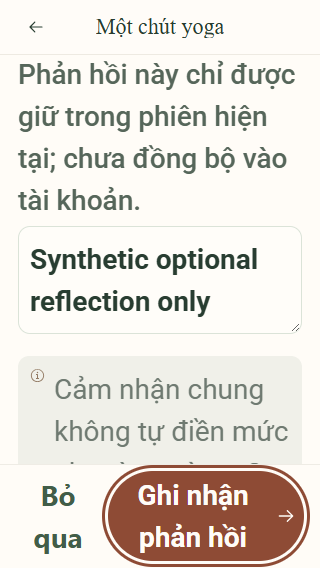 Một chút yoga
Phản hồi này chỉ được
giữ trong phiên hiện
tại; chưa đồng bộ vào
tài khoản.
Synthetic optional
reflection only
Cảm nhận chung
không tự điền mức
Bỏ
qua
Ghi nhận
phản hồi